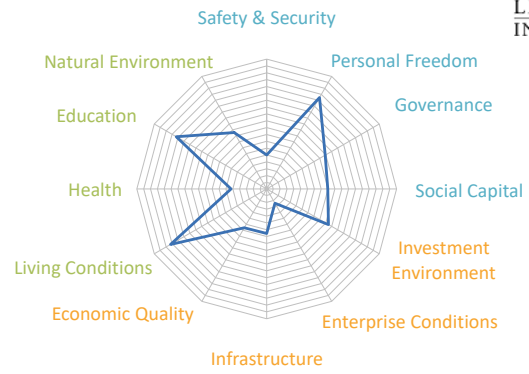 Safety & Security
Natural Environment
Personal Freedom
Education
Governance
Health
Social Capital
Living Conditions
Investment
Environment
Economic Quality
Enterprise Conditions
Infrastructure